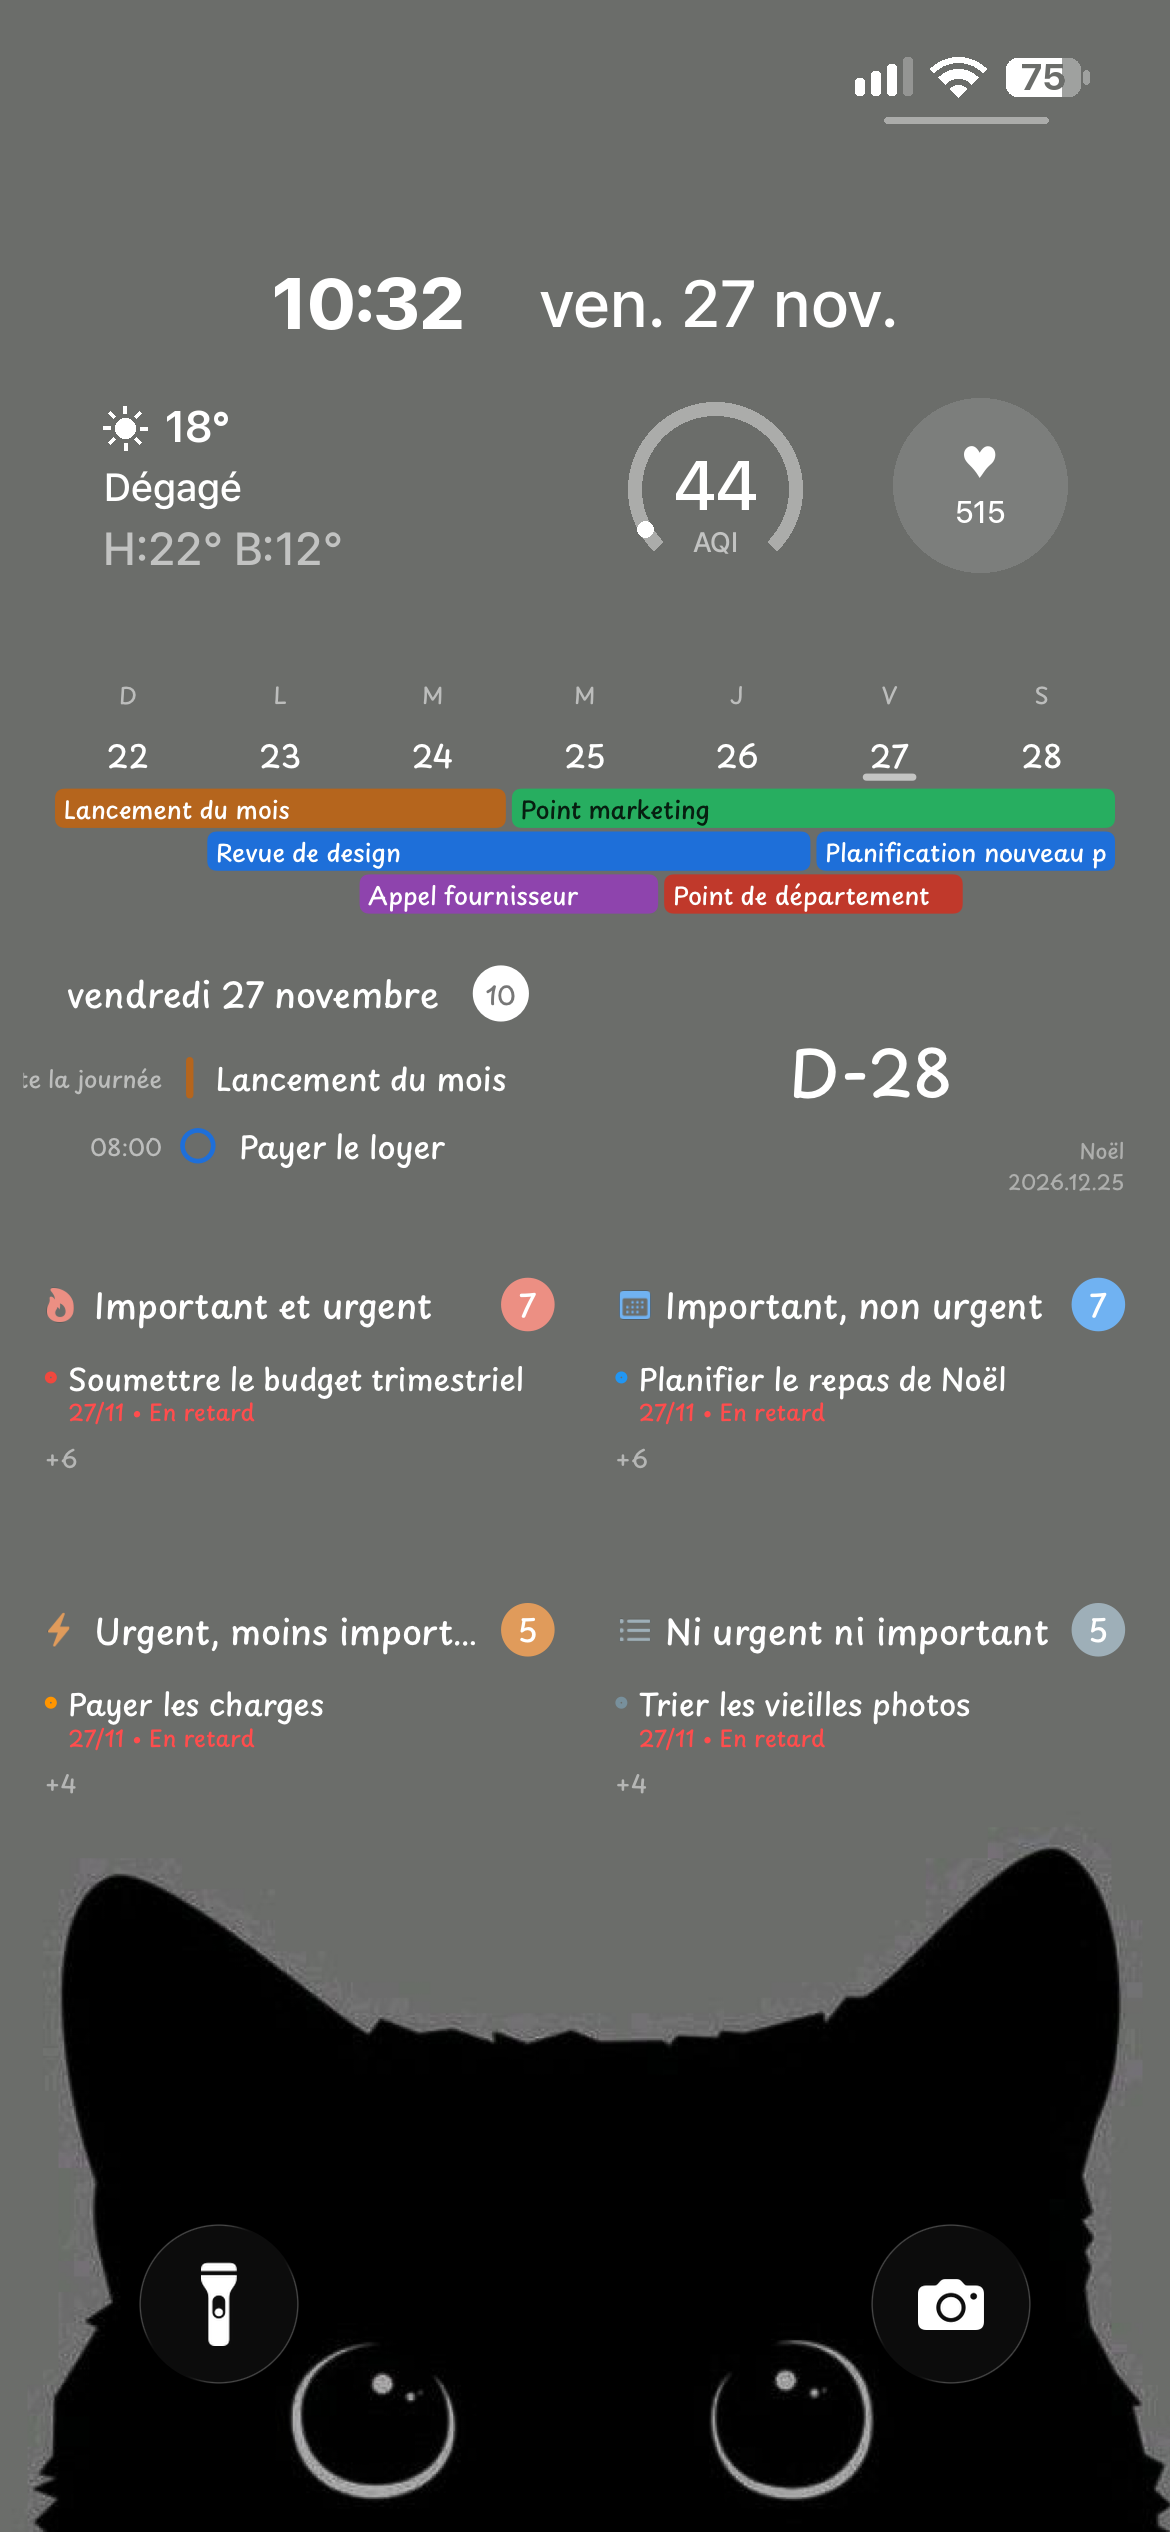 75
10:32 ven. 27 nov.
18°
Dégagé
H:22° B:12°
44
AQI
515
D L M M J V S
22 23 24 25 26 27 28
Lancement du mois
Point marketing
Revue de design
Planification nouveau p
Appel fournisseur
Point de département
vendredi 27 novembre 10
te la journée Lancement du mois
08:00 Payer le loyer
D-28
Noël
2026.12.25
Important et urgent 7
Soumettre le budget trimestriel
27/11 • En retard
+6
Important, non urgent 7
Planifier le repas de Noël
27/11 • En retard
+6
Urgent, moins import... 5
Payer les charges
27/11 • En retard
+4
Ni urgent ni important 5
Trier les vieilles photos
27/11 • En retard
+4